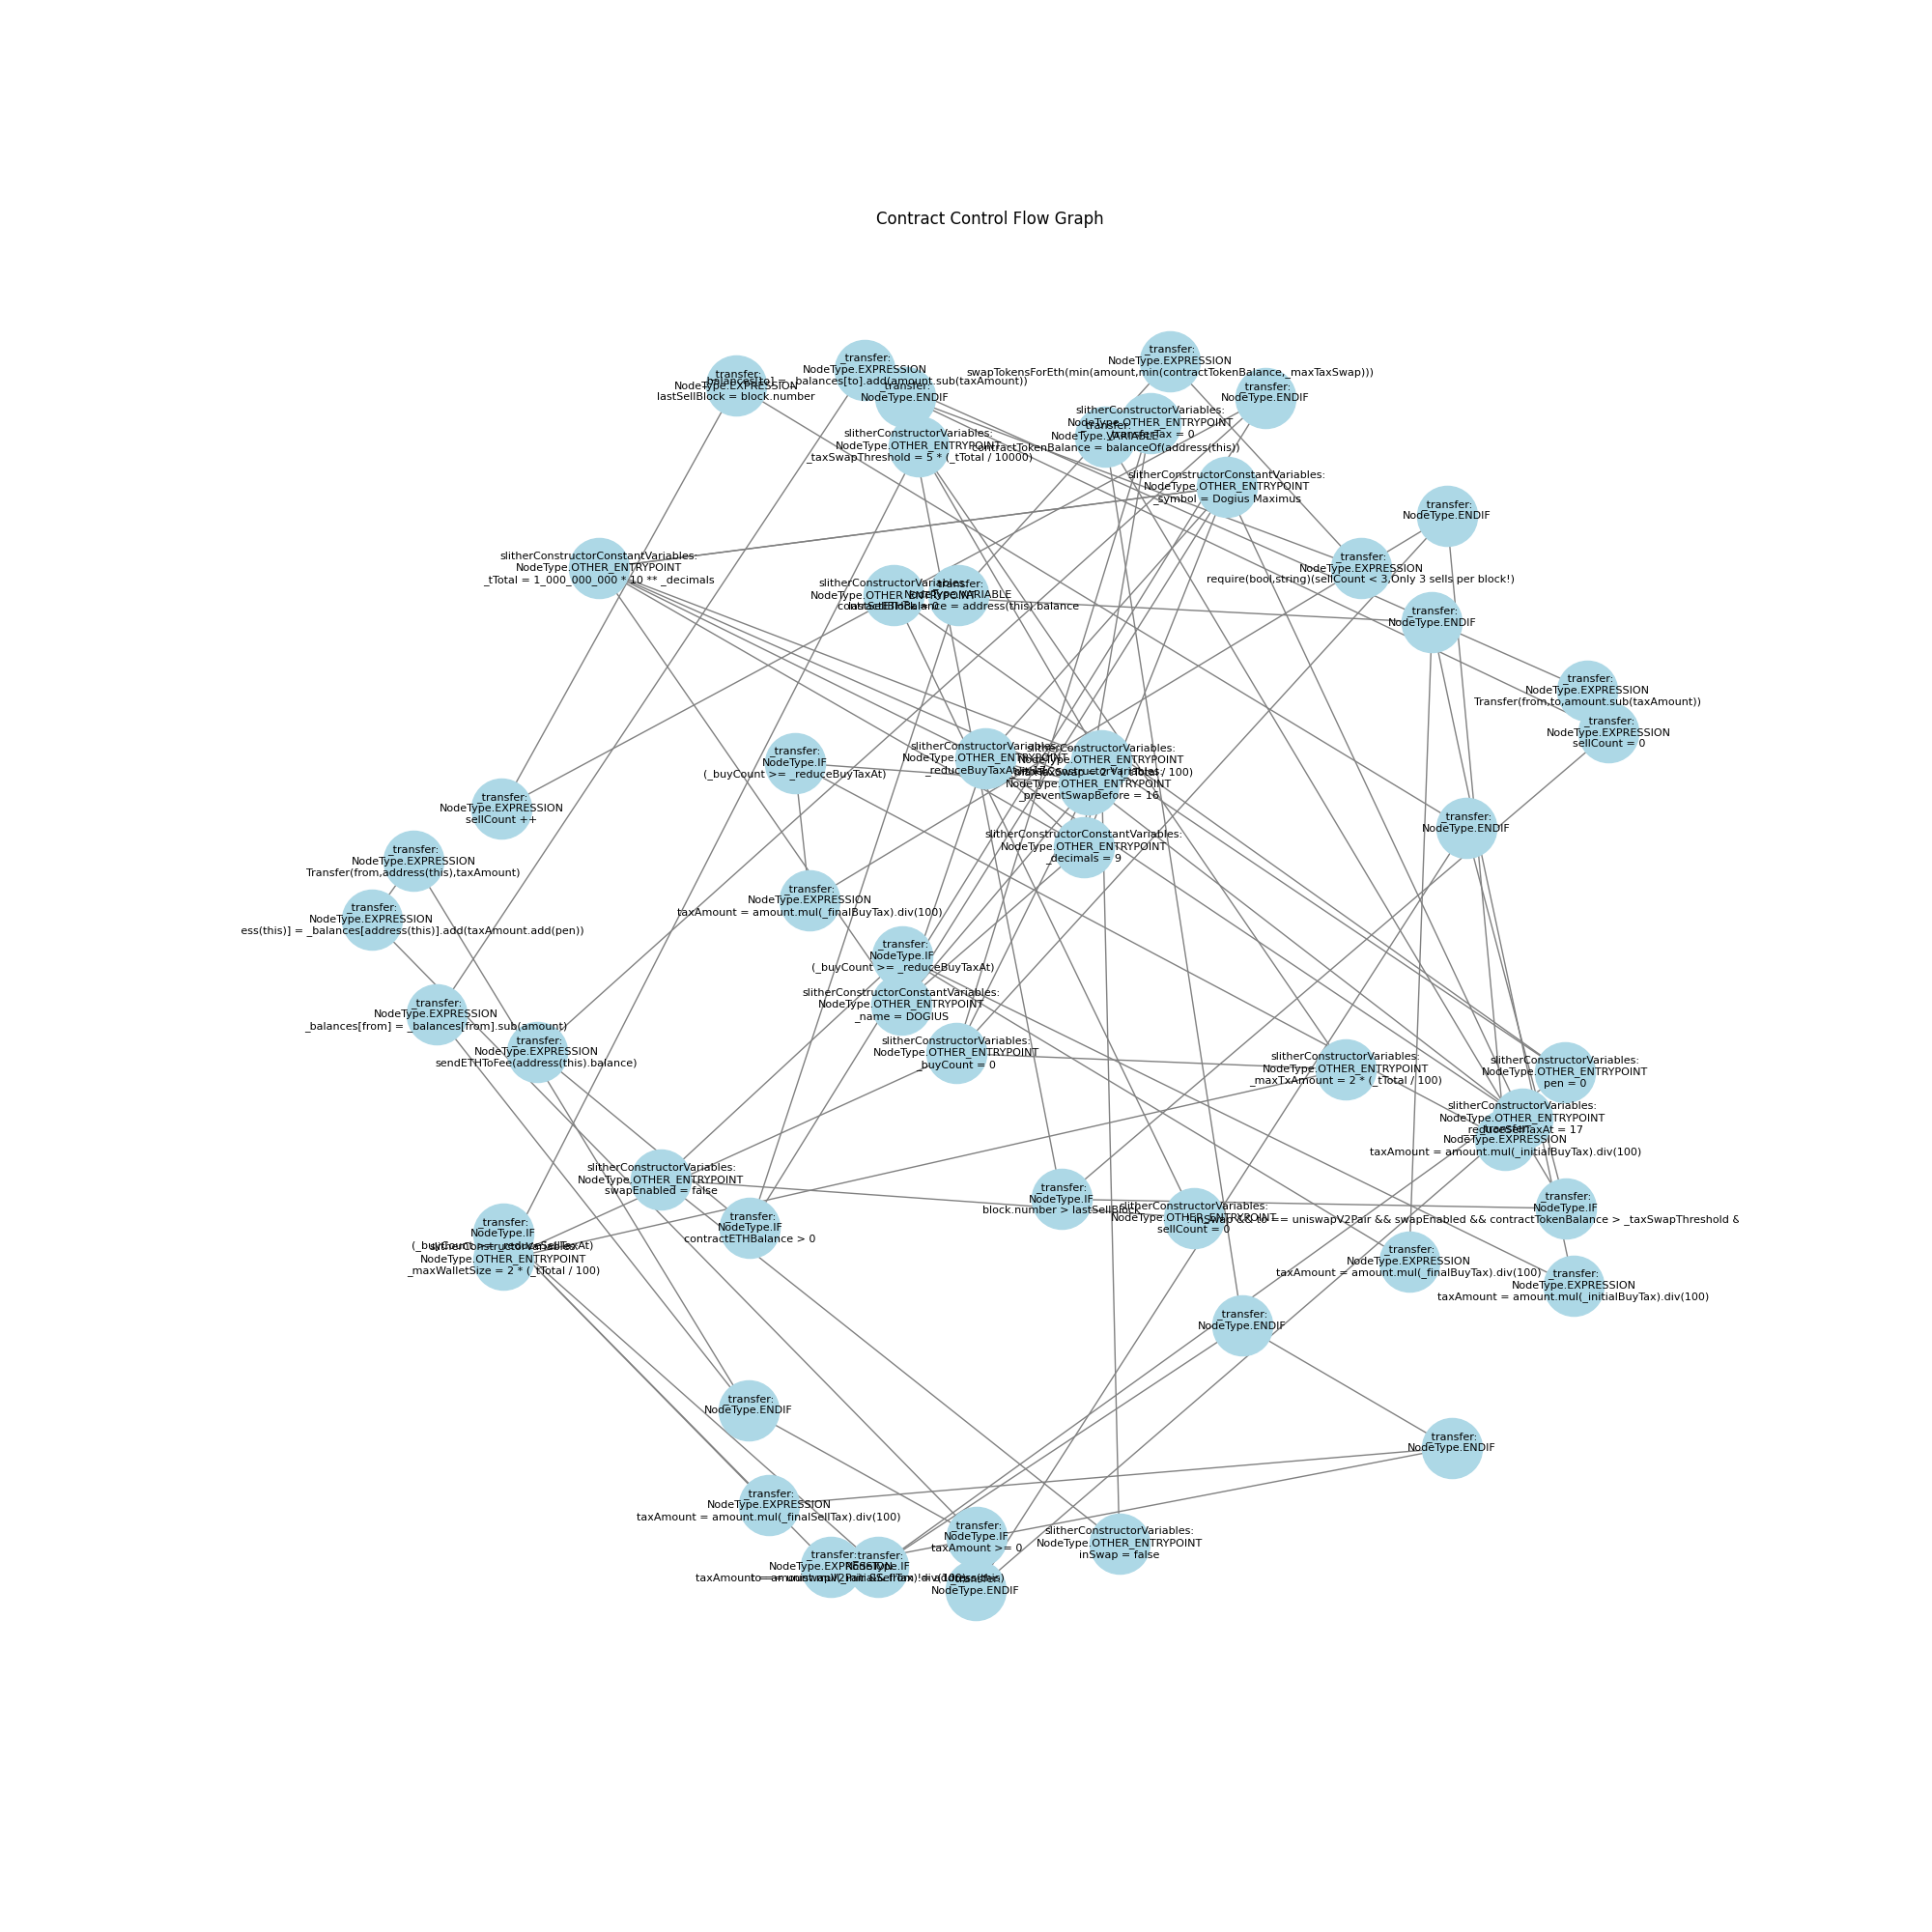 Contract Control Flow Graph
_transfer:
NodeType.EXPRESSION
swapTokensForEth(min(amount,min(contractTokenBalance,_maxTaxSwap)))
_transfer:
NodeType.EXPRESSION
_balances[to] = _balances[to].add(amount.sub(taxAmount))
_transfer:
NodeType.EXPRESSION
lastSellBlock = block.number
_transfer:
NodeType.ENDIF
_transfer:
NodeType.ENDIF
slitherConstructorVariables:
NodeType.OTHER_ENTRYPOINT
_transferTax = 0
_transfer:
NodeType.VARIABLE
contractTokenBalance = balanceOf(address(this))
slitherConstructorVariables:
NodeType.OTHER_ENTRYPOINT
_taxSwapThreshold = 5 * (_tTotal / 10000)
slitherConstructorConstantVariables:
NodeType.OTHER_ENTRYPOINT
_symbol = Dogius Maximus
_transfer:
NodeType.ENDIF
slitherConstructorConstantVariables:
NodeType.OTHER_ENTRYPOINT
_tTotal = 1_000_000_000 * 10 ** _decimals
_transfer:
NodeType.EXPRESSION
require(bool,string)(sellCount < 3,Only 3 sells per block!)
slitherConstructorVariables:
NodeType.OTHER_ENTRYPOINT
lastSellBlock = 0
_transfer:
NodeType.VARIABLE
contractETHBalance = address(this).balance
_transfer:
NodeType.ENDIF
_transfer:
NodeType.EXPRESSION
Transfer(from,to,amount.sub(taxAmount))
_transfer:
NodeType.EXPRESSION
sellCount = 0
slitherConstructorVariables:
NodeType.OTHER_ENTRYPOINT
slitherConstructorVariables:
NodeType.OTHER_ENTRYPOINT
_maxTaxSwap = 2 * (_tTotal / 100)
slitherConstructorVariables:
NodeType.OTHER_ENTRYPOINT
_preventSwapBefore = 16
_transfer:
NodeType.IF
(_buyCount >= _reduceBuyTaxAt)
_transfer:
NodeType.EXPRESSION
sellCount ++
_transfer:
NodeType.ENDIF
slitherConstructorConstantVariables:
NodeType.OTHER_ENTRYPOINT
_decimals = 9
_transfer:
NodeType.EXPRESSION
Transfer(from,address(this),taxAmount)
_transfer:
NodeType.EXPRESSION
taxAmount = amount.mul(_finalBuyTax).div(100)
_transfer:
NodeType.EXPRESSION
ess(this)] = _balances[address(this)].add(taxAmount.add(pen))
_transfer:
NodeType.IF
(_buyCount >= _reduceBuyTaxAt)
slitherConstructorConstantVariables:
NodeType.OTHER_ENTRYPOINT
_name = DOGIUS
_transfer:
NodeType.EXPRESSION
_balances[from] = _balances[from].sub(amount)
_transfer:
NodeType.EXPRESSION
sendETHToFee(address(this).balance)
slitherConstructorVariables:
NodeType.OTHER_ENTRYPOINT
_buyCount = 0
slitherConstructorVariables:
NodeType.OTHER_ENTRYPOINT
_maxTxAmount = 2 * (_tTotal / 100)
slitherConstructorVariables:
NodeType.OTHER_ENTRYPOINT
pen = 0
slitherConstructorVariables:
NodeType.OTHER_ENTRYPOINT
_reduceSellTaxAt = 17
_transfer:
NodeType.EXPRESSION
taxAmount = amount.mul(_initialBuyTax).div(100)
slitherConstructorVariables:
NodeType.OTHER_ENTRYPOINT
swapEnabled = false
_transfer:
NodeType.IF
block.number > lastSellBlock
slitherConstructorVariables:
NodeType.OTHER_ENTRYPOINT
sellCount = 0
_transfer:
NodeType.IF
inSwap && to == uniswapV2Pair && swapEnabled && contractTokenBalance > _taxSwapThreshold &
_transfer:
NodeType.IF
contractETHBalance > 0
_transfer:
NodeType.IF
(_buyCount >= _reduceSellTaxAt)
slitherConstructorVariables:
NodeType.OTHER_ENTRYPOINT
_maxWalletSize = 2 * (_tTotal / 100)
_transfer:
NodeType.EXPRESSION
taxAmount = amount.mul(_finalBuyTax).div(100)
_transfer:
NodeType.EXPRESSION
taxAmount = amount.mul(_initialBuyTax).div(100)
_transfer:
NodeType.ENDIF
_transfer:
NodeType.ENDIF
_transfer:
NodeType.ENDIF
_transfer:
NodeType.EXPRESSION
taxAmount = amount.mul(_finalSellTax).div(100)
_transfer:
NodeType.IF
taxAmount >= 0
slitherConstructorVariables:
NodeType.OTHER_ENTRYPOINT
inSwap = false
_transfer:
NodeType.EXPRESSION
taxAmount = amount.mul(_initialSellTax).div(100)
_transfer:
NodeType.IF
to == uniswapV2Pair && from != address(this)
_transfer:
NodeType.ENDIF